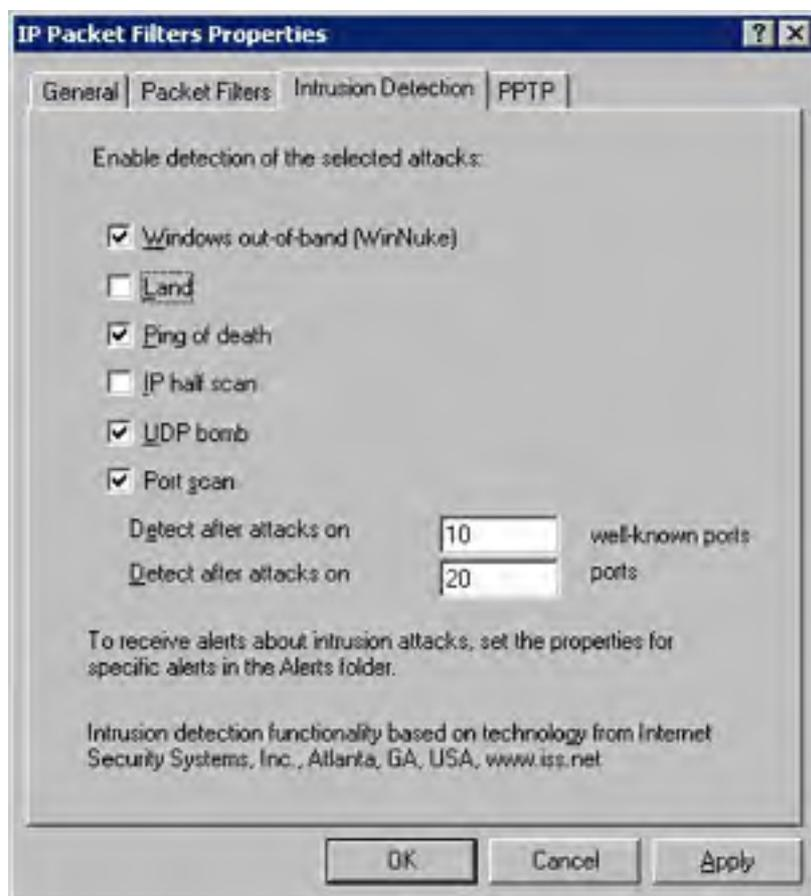 IP Packet Filters Properties
?
General
Packet Filters
Intrusion Detection
PPTP
Enable detection of the selected attacks:
Windows out-of-band (WinNuke)
Land
Ping of death
IP half scan
UDP bomb
Port scan
Detect after attacks on 10 well-known ports
Detect after attacks on 20 ports
To receive alerts about intrusion attacks, set the properties for
specific alerts in the Alerts folder.
Intrusion detection functionality based on technology from Internet
Security Systems, Inc., Atlanta, GA, USA, www.iss.net
OK
Cancel
Apply